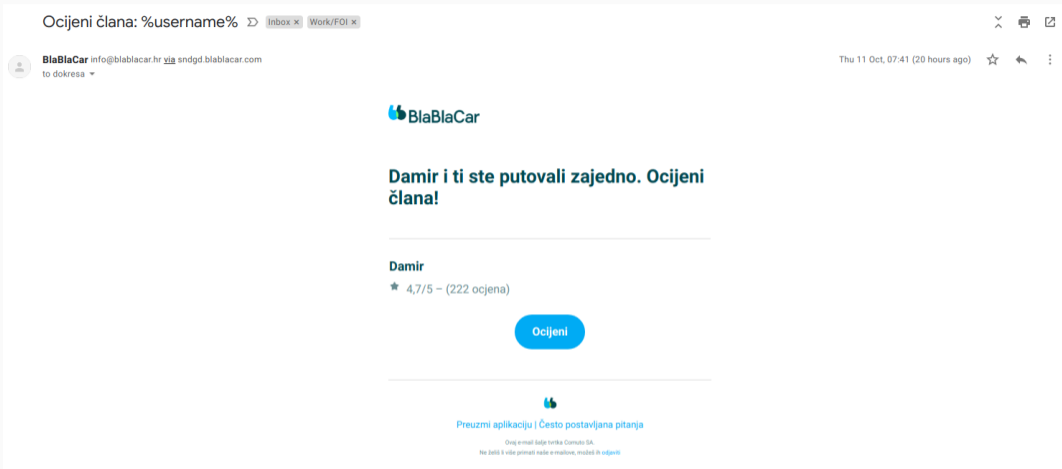 Ocijeni člana: %username% Inbox × Work/FOI ×
BlaBlaCar info@blablacar.hr via sndgd.blablacar.com Thu 11 Oct, 07:41 (20 hours ago)
to dokresa
BlaBlaCar
Damir i ti ste putovali zajedno. Ocijeni
člana!
Damir
4,7/5 – (222 ocjena)
Ocijeni
Preuzmi aplikaciju | Često postavljana pitanja
Ovaj e-mail šalje tvrtka Comuto SA.
Ne želiš li više primati naše e-mailove, možeš ih odjaviti